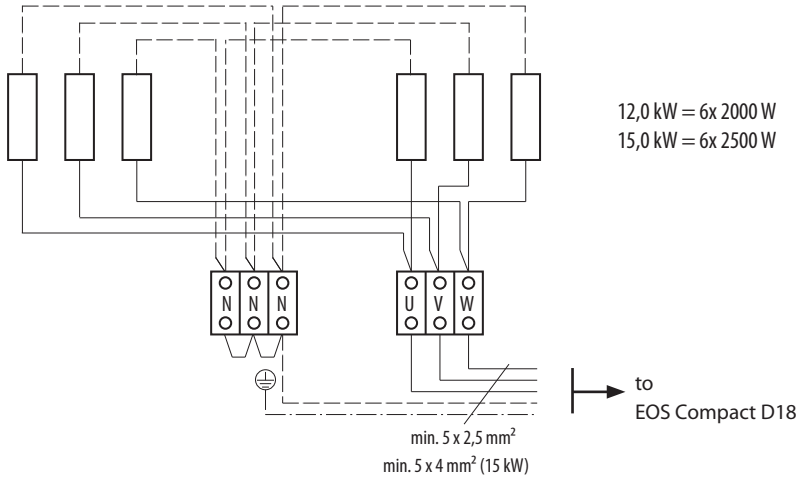 12,0 kW = 6x 2000 W
15,0 kW = 6x 2500 W
N N N
U V W
to
EOS Compact D18
min. 5 x 2,5 mm²
min. 5 x 4 mm² (15 kW)